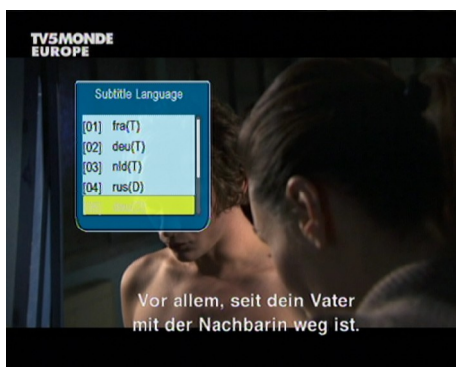 TV5MONDE
EUROPE
Subtitle Language
[01] fra(T)
[02] deu(T)
[03] nld(T)
[04] rus(D)
Vor allem, seit dein Vater
mit der Nachbarin weg ist.